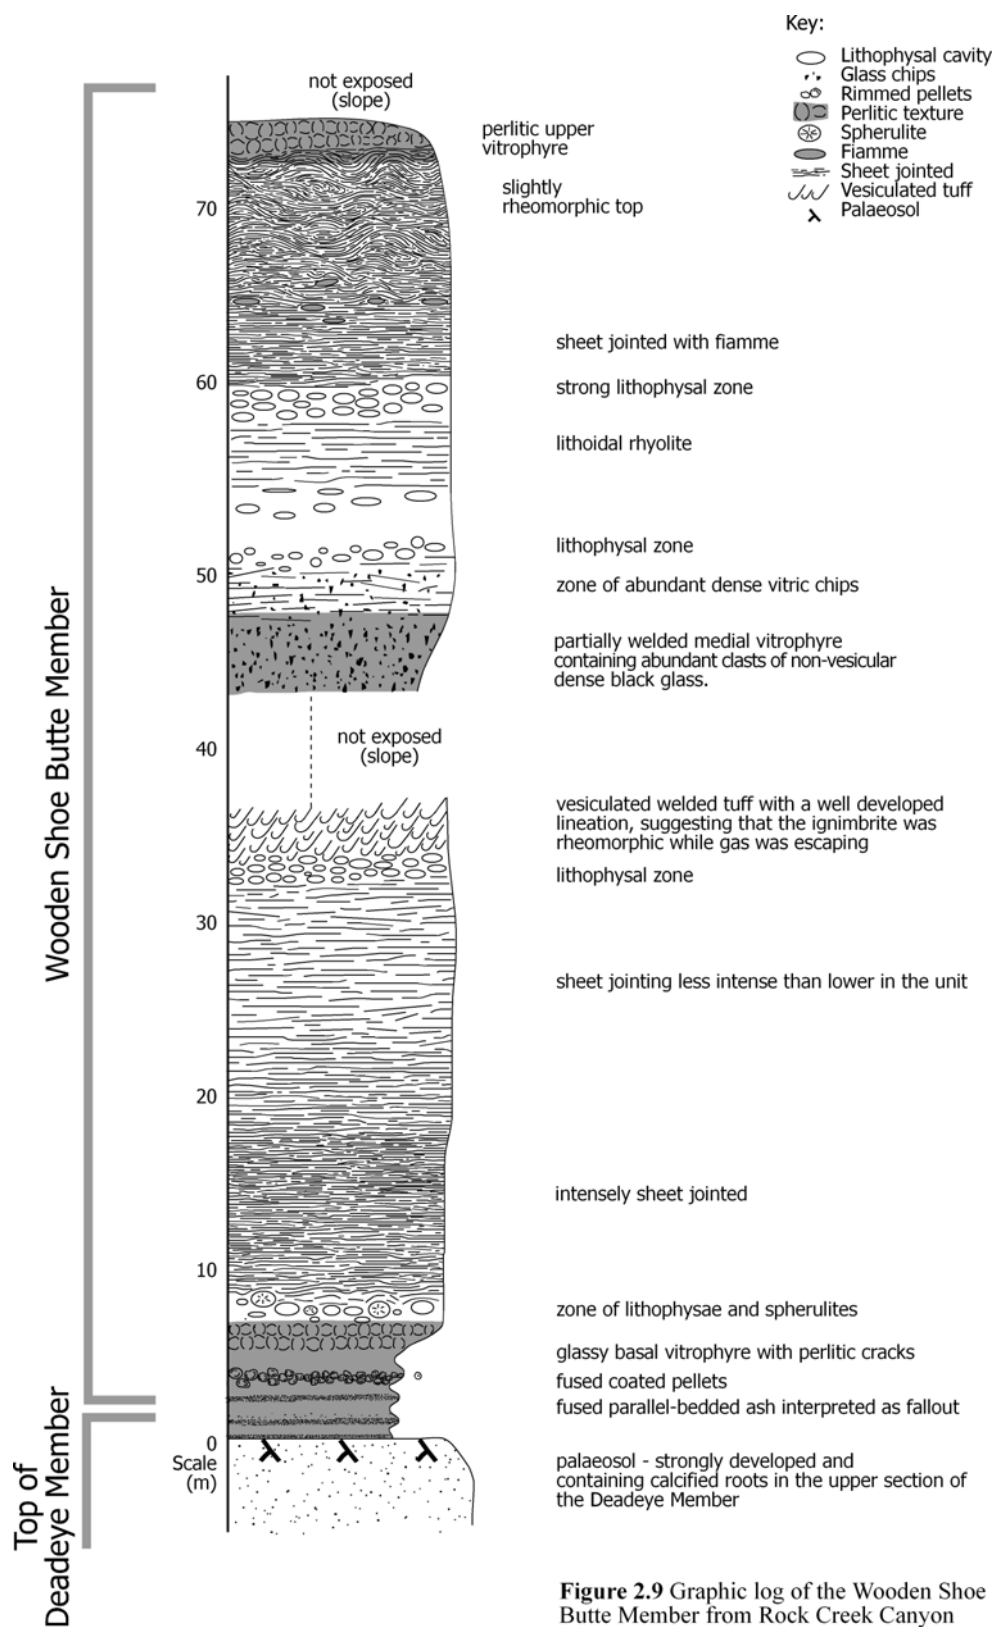 Key:
Lithophysal cavity
Glass chips
Rimmed pellets
Perlitic texture
Spherulite
Fiamme
Sheet jointed
Vesiculated tuff
Palaeosol
not exposed
(slope)
perlitic upper
vitrophyre
slightly
rheomorphic top
70
sheet jointed with fiamme
60
strong lithophysal zone
lithoidal rhyolite
lithophysal zone
50
zone of abundant dense vitric chips
partially welded medial vitrophyre
containing abundant clasts of non-vesicular
dense black glass.
40
not exposed
(slope)
vesiculated welded tuff with a well developed
lineation, suggesting that the ignimbrite was
rheomorphic while gas was escaping
lithophysal zone
30
sheet jointing less intense than lower in the unit
20
intensely sheet jointed
10
zone of lithophysae and spherulites
glassy basal vitrophyre with perlitic cracks
fused coated pellets
fused parallel-bedded ash interpreted as fallout
0
Scale
(m)
palaeosol - strongly developed and
containing calcified roots in the upper section of
the Deadeye Member
Wooden Shoe Butte Member
Top of
Deadeye Member
Figure 2.9 Graphic log of the Wooden Shoe
Butte Member from Rock Creek Canyon